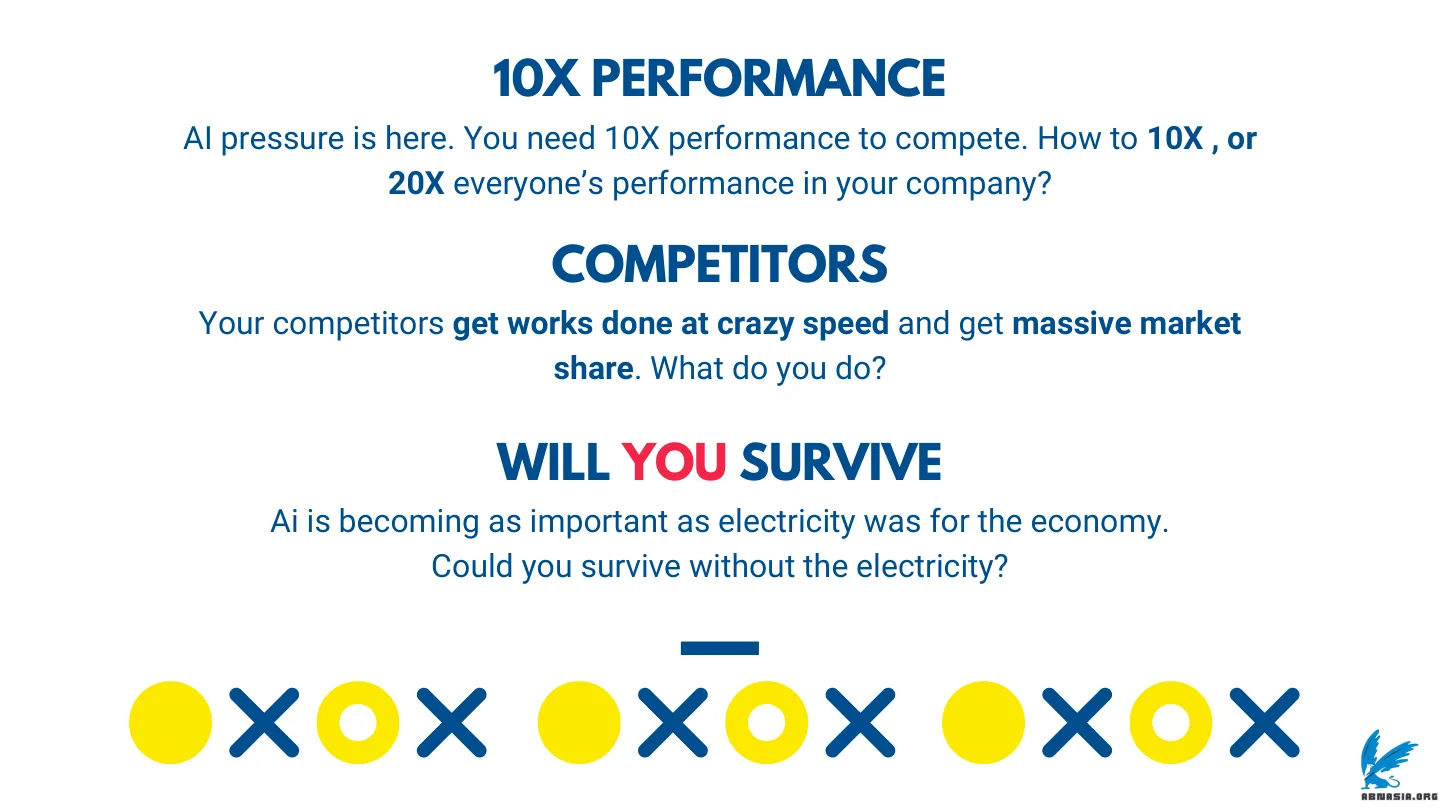 10X PERFORMANCE
AI pressure is here. You need 10X performance to compete. How to 10X , or
20X everyone’s performance in your company?
COMPETITORS
Your competitors get works done at crazy speed and get massive market
share. What do you do?
WILL YOU SURVIVE
Ai is becoming as important as electricity was for the economy.
Could you survive without the electricity?
ABNASIA.ORG